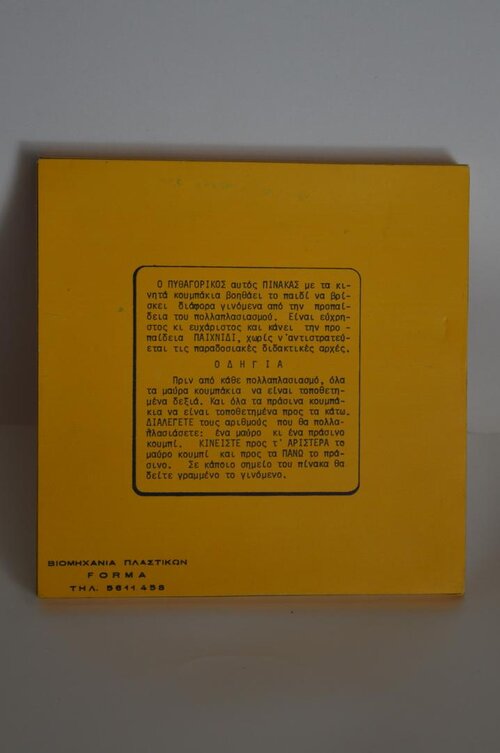 Ο ΠΥΘΑΓΟΡΙΚΟΣ αυτός ΠΙΝΑΚΑΣ με τα κι-
νητά κουμπάκια βοηθάει το παιδί να βρί-
σκει διάφορα γινόμενα από την προπαί-
δεια του πολλαπλασιασμού. Είναι εύχρη-
στος κι ευχάριστος και κάνει την προ-
παίδεια ΠΑΙΧΝΙΔΙ, χωρίς ν'αντιστρατεύ-
εται τις παραδοσιακές διδακτικές αρχές.
Ο Δ Η Γ Ι Α
Πριν από κάθε πολλαπλασιασμό, όλα
τα μαύρα κουμπάκια να είναι τοποθετη-
μένα δεξιά. Και όλα τα πράσινα κουμπά-
κια να είναι τοποθετημένα προς τα κάτω.
ΔΙΑΛΕΓΕΤΕ τους αριθμούς που θα πολλα-
πλασιάσετε: ένα μαύρο κι ένα πράσινο
κουμπί. ΚΙΝΕΙΣΤΕ προς τ' ΑΡΙΣΤΕΡΑ το
μαύρο κουμπί και προς τα ΠΑΝΩ το πρά-
σινο. Σε κάποιο σημείο του πίνακα θα
δείτε γραμμένο το γινόμενο.
ΒΙΟΜΗΧΑΝΙΑ ΠΛΑΣΤΙΚΩΝ
FORMA
ΤΗΛ. 5611 458